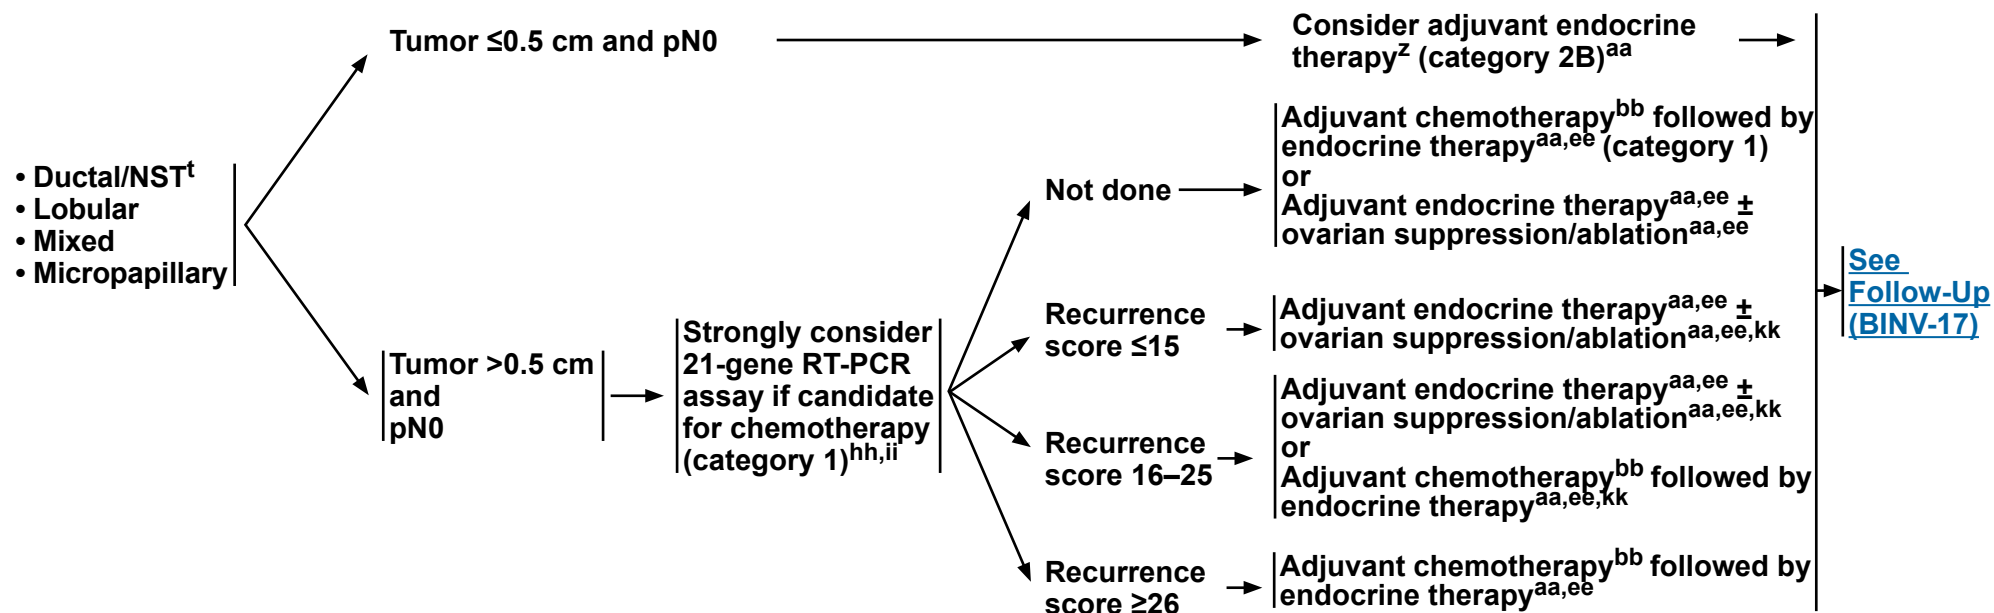 • Ductal/NSTt
• Lobular
• Mixed
• Micropapillary
Tumor ≤0.5 cm and pN0
Consider adjuvant endocrine
therapyz (category 2B)aa
Tumor >0.5 cm
and
pN0
Strongly consider
21-gene RT-PCR
assay if candidate
for chemotherapy
(category 1)hh,ii
Not done
Adjuvant chemotherapybb followed by
endocrine therapyaa,ee (category 1)
or
Adjuvant endocrine therapyaa,ee ±
ovarian suppression/ablationaa,ee
Recurrence
score ≤15
Adjuvant endocrine therapyaa,ee ±
ovarian suppression/ablationaa,ee,kk
Recurrence
score 16–25
Adjuvant endocrine therapyaa,ee ±
ovarian suppression/ablationaa,ee,kk
or
Adjuvant chemotherapybb followed by
endocrine therapyaa,ee,kk
Recurrence
score ≥26
Adjuvant chemotherapybb followed by
endocrine therapyaa,ee
See
Follow-Up
(BINV-17)